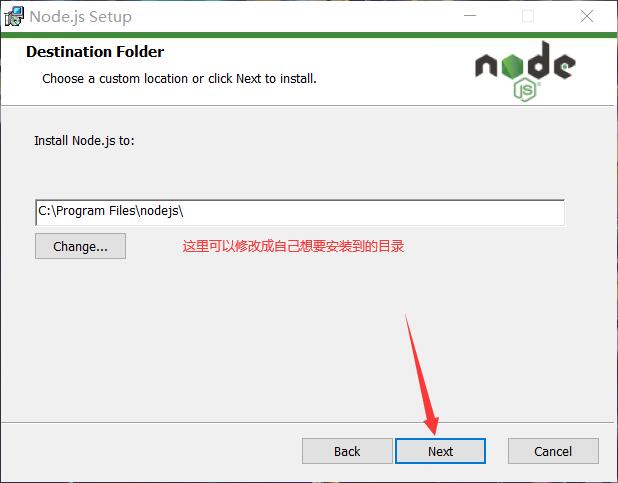 Node.js Setup
Destination Folder
Choose a custom location or click Next to install.
node
JS
Install Node.js to:
C:\Program Files\nodejs\
Change...
这里可以修改成自己想要安装到的目录
Back
Next
Cancel